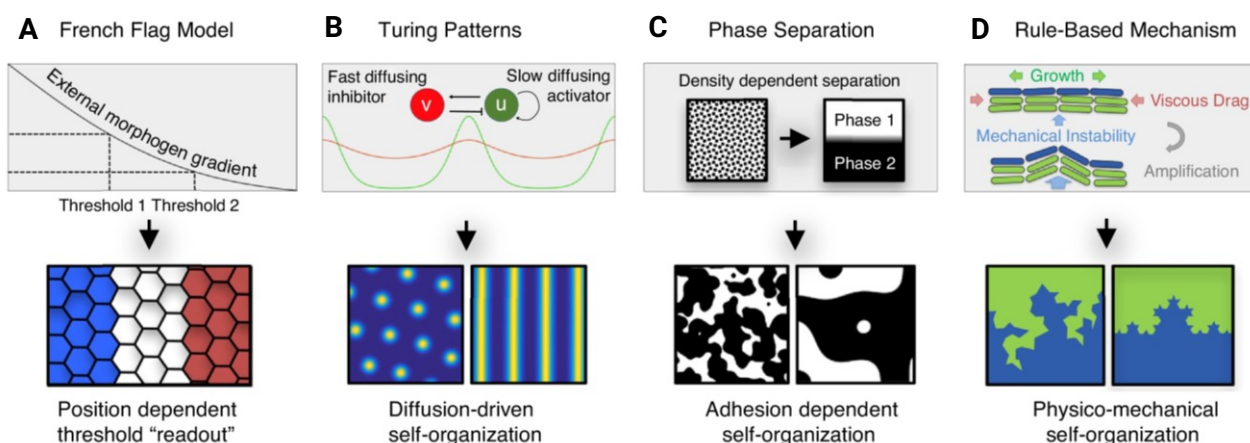 A French Flag Model
External morphogen gradient
Threshold 1 Threshold 2
Position dependent
threshold “readout”
B Turing Patterns
Fast diffusing
inhibitor
v
u
Slow diffusing
activator
Diffusion-driven
self-organization
C Phase Separation
Density dependent separation
Phase 1
Phase 2
Adhesion dependent
self-organization
D Rule-Based Mechanism
Growth
Viscous Drag
Mechanical Instability
Amplification
Physico-mechanical
self-organization